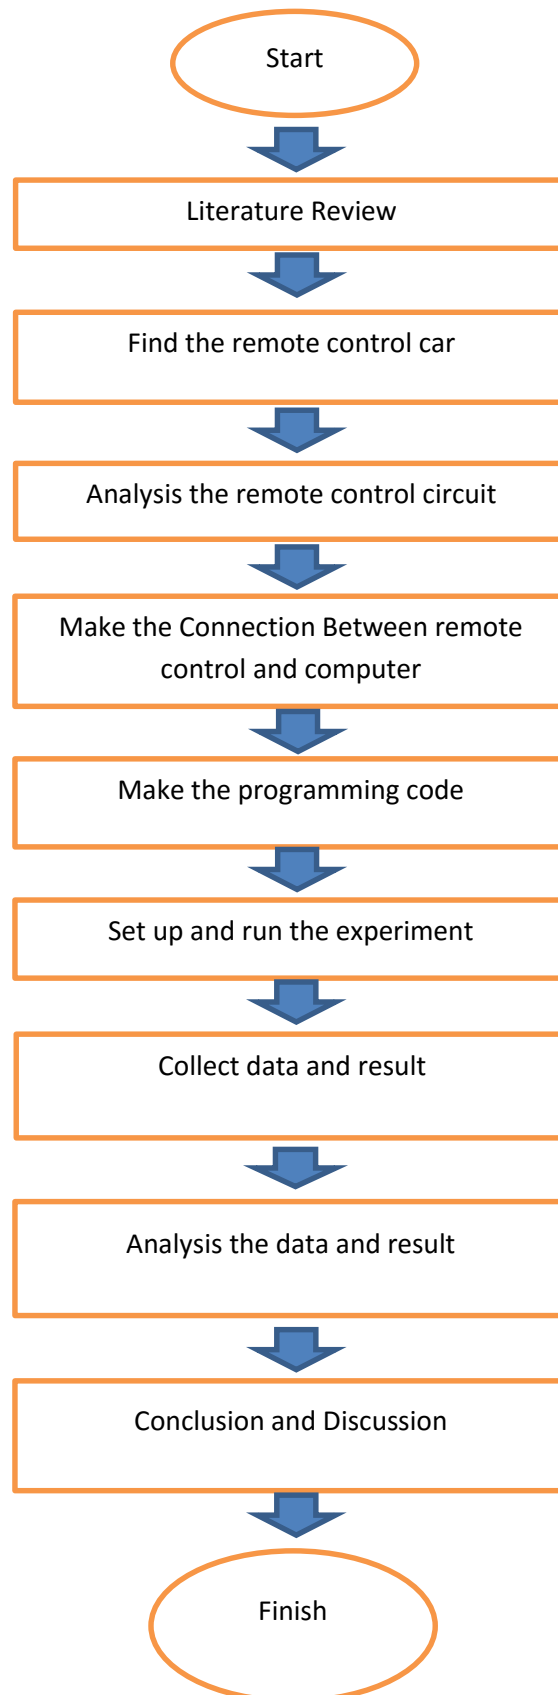 Start
Literature Review
Find the remote control car
Analysis the remote control circuit
Make the Connection Between remote
control and computer
Make the programming code
Set up and run the experiment
Collect data and result
Analysis the data and result
Conclusion and Discussion
Finish